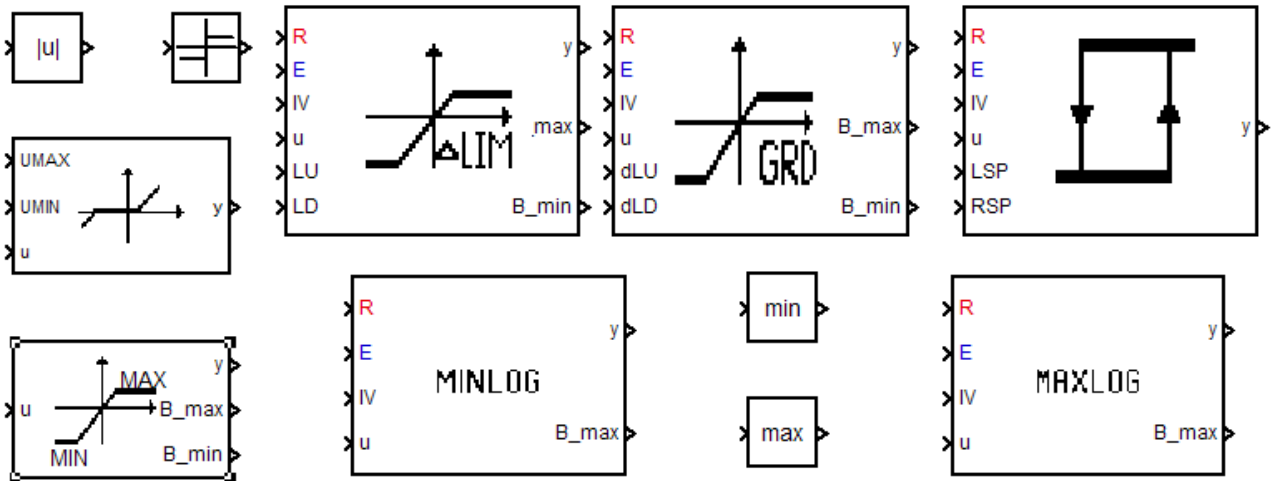 |u|
R
E
IV
u
LU
LD
ΔLIM
y
max
B_min
R
E
IV
u
dLU
dLD
GRD
y
B_max
B_min
R
E
IV
u
LSP
RSP
y
UMAX
UMIN
u
y
u
MAX
MIN
y
B_max
B_min
R
E
IV
u
MINLOG
y
B_max
min
max
R
E
IV
u
MAXLOG
y
B_max